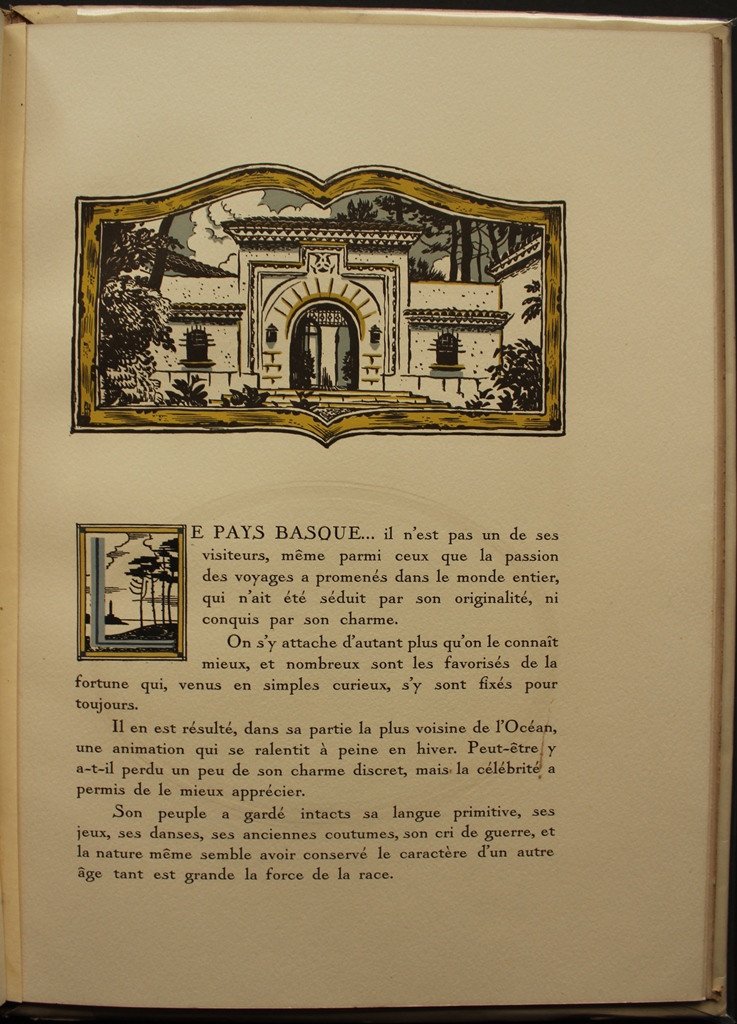 LE PAYS BASQUE... il n'est pas un de ses
visiteurs, même parmi ceux que la passion
des voyages a promenés dans le monde entier,
qui n'ait été séduit par son originalité, ni
conquis par son charme.
On s'y attache d'autant plus qu'on le connaît
mieux, et nombreux sont les favorisés de la
fortune qui, venus en simples curieux, s'y sont fixés pour
toujours.
Il en est résulté, dans sa partie la plus voisine de l'Océan,
une animation qui se ralentit à peine en hiver. Peut-être y
a-t-il perdu un peu de son charme discret, mais la célébrité a
permis de le mieux apprécier.
Son peuple a gardé intacts sa langue primitive, ses
jeux, ses danses, ses anciennes coutumes, son cri de guerre, et
la nature même semble avoir conservé le caractère d'un autre
âge tant est grande la force de la race.